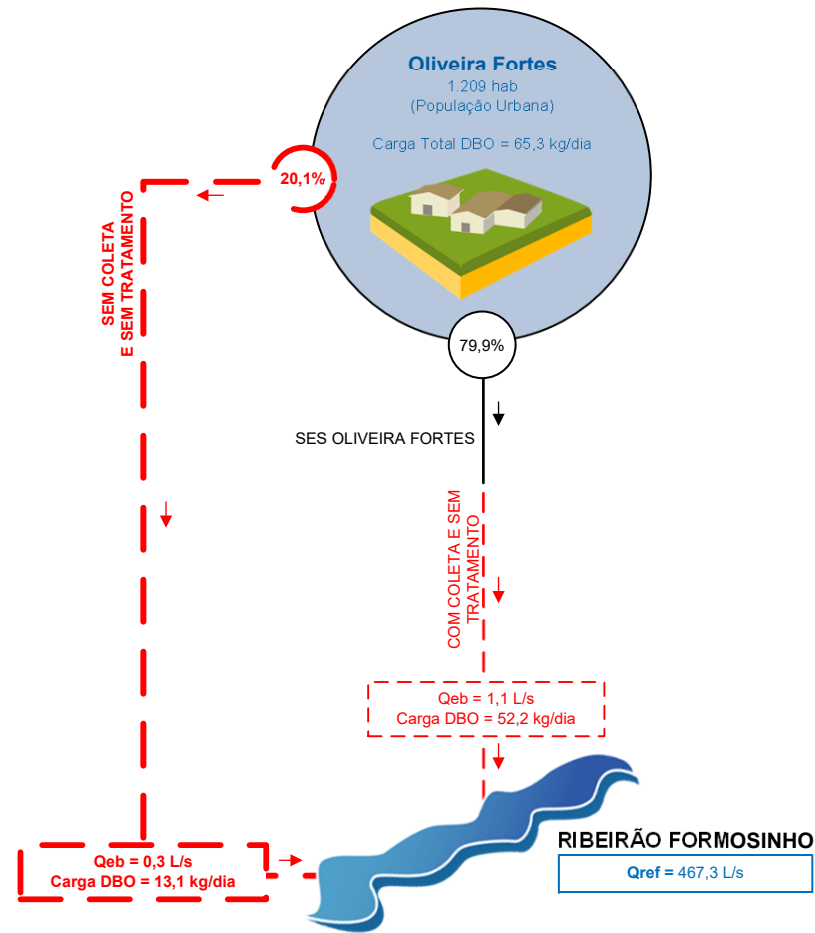 Oliveira Fortes
1.209 hab
(População Urbana)
Carga Total DBO = 65,3 kg/dia
20,1%
SEM COLETA
E SEM TRATAMENTO
79,9%
SES OLIVEIRA FORTES
COM COLETA E SEM
TRATAMENTO
Qeb = 1,1 L/s
Carga DBO = 52,2 kg/dia
RIBEIRÃO FORMOSINHO
Qref = 467,3 L/s
Qeb = 0,3 L/s
Carga DBO = 13,1 kg/dia